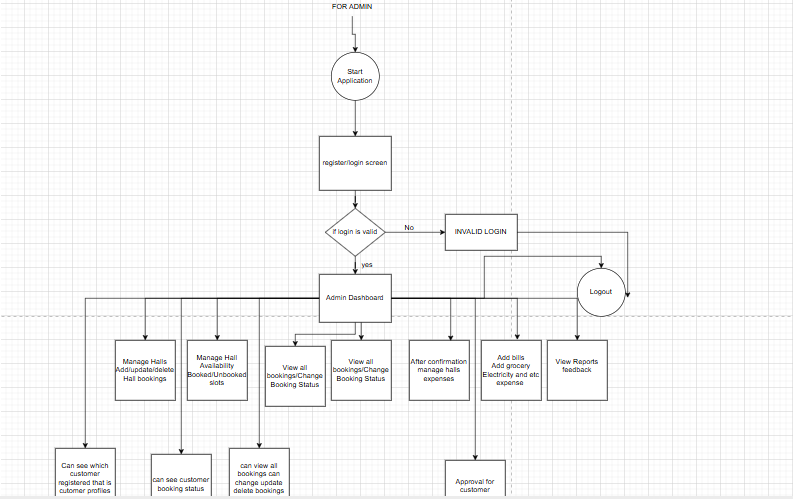 FOR ADMIN
Start
Application
register/login screen
if login is valid
No
INVALID LOGIN
yes
Admin Dashboard
Logout
Manage Halls
Add/update/delete
Hall bookings
Manage Hall
Availability
Booked/Unbooked
slots
View all
bookings/Change
Booking Status
View all
bookings/Change
Booking Status
After confirmation
manage halls
expenses
Add bills
Add grocery
Electricity and etc
expense
View Reports
feedback
Can see which
customer
registered that is
cutomer profiles
can see customer
booking status
can view all
bookings can
change update
delete bookings
Approval for
customer